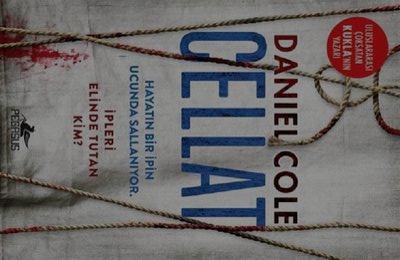 ULUSLARARASI
ÇOKSATAN
KUKLA'NIN
YAZARI
DANIEL COLE
CELLAT
HAYATIN BİR İPİN
UCUNDA SALLANIYOR.
İPLERİ
ELİNDE TUTAN
KİM?
PEGASUS